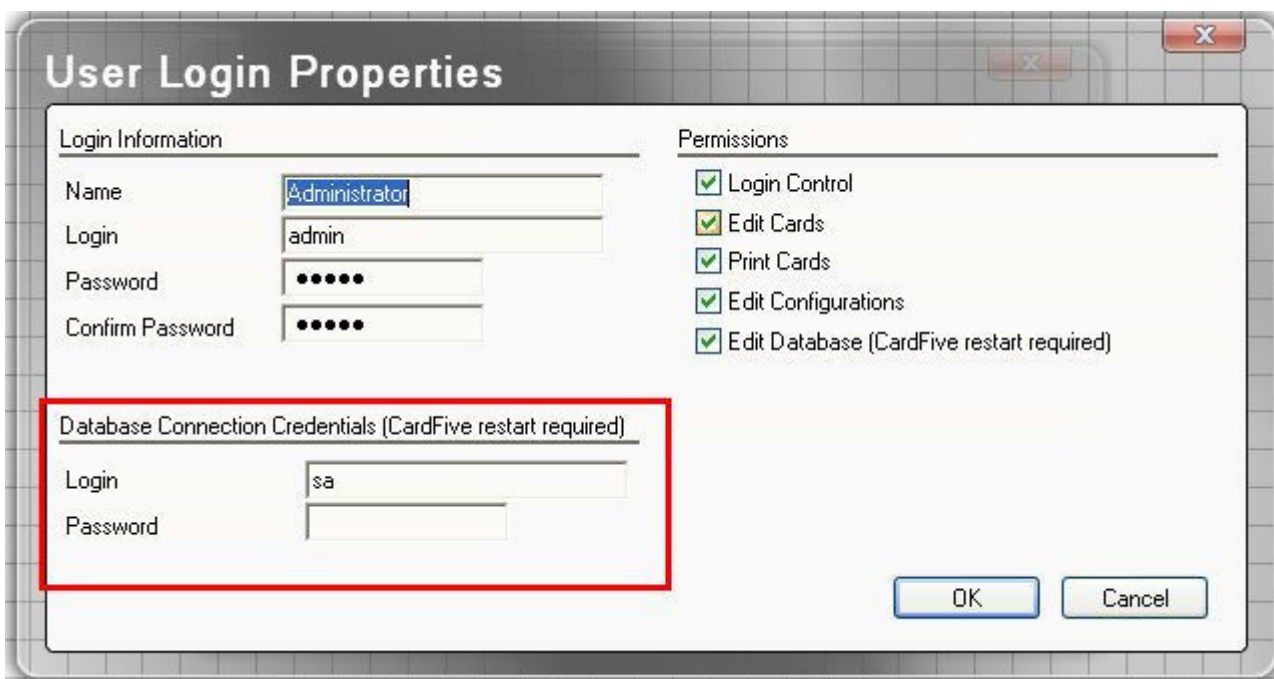 User Login Properties
Login Information
Name
Administrator
Login
admin
Password
•••••
Confirm Password
•••••
Permissions
Login Control
Edit Cards
Print Cards
Edit Configurations
Edit Database (CardFive restart required)
Database Connection Credentials (CardFive restart required)
Login
sa
Password
OK
Cancel